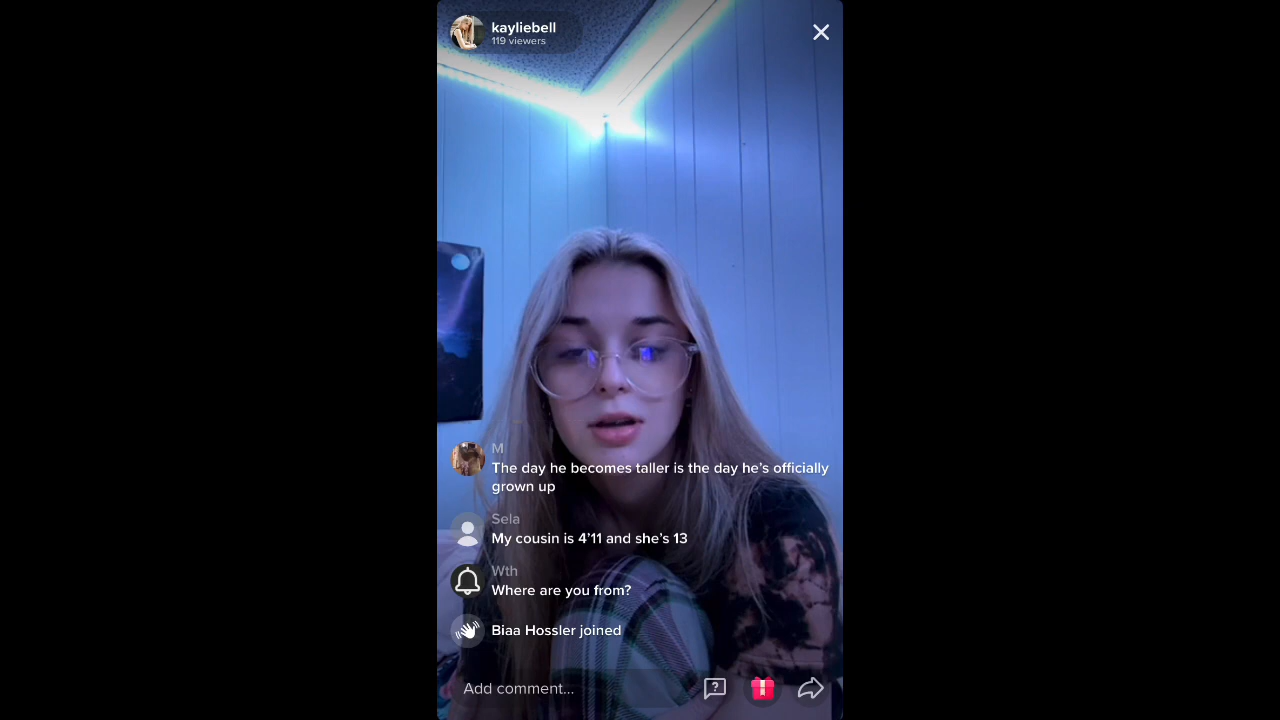 kayliebell
119 viewers
M
The day he becomes taller is the day he's officially
grown up
Sela
My cousin is 4'11 and she's 13
Wth
Where are you from?
Biaa Hossler joined
Add comment...
?